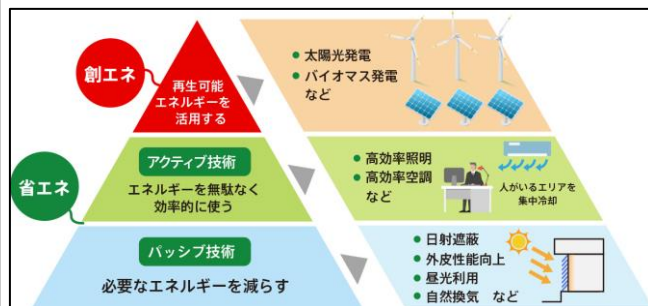 創エネ
再生可能
エネルギーを
活用する
● 太陽光発電
● バイオマス発電
など
省エネ
アクティブ技術
エネルギーを無駄なく
効率的に使う
● 高効率照明
● 高効率空調
など
人がいるエリアを
集中冷却
パッシブ技術
必要なエネルギーを減らす
● 日射遮蔽
● 外皮性能向上
● 昼光利用
● 自然換気 など